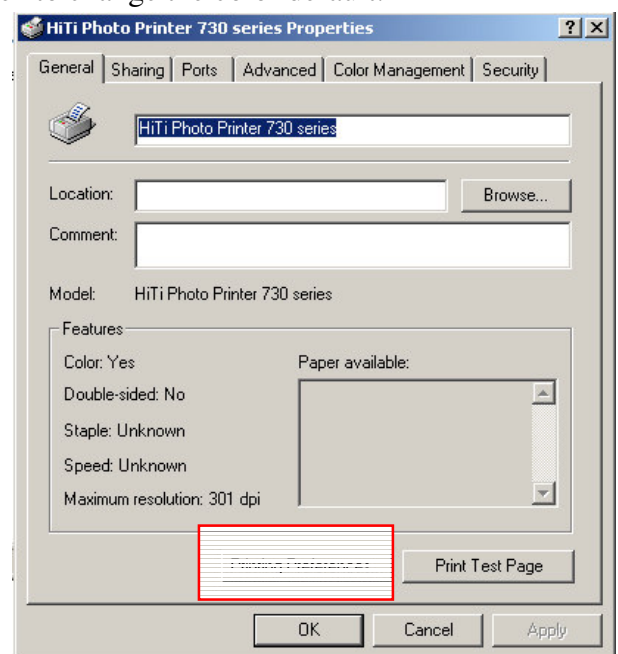 HiTi Photo Printer 730 series Properties
General Sharing Ports Advanced Color Management Security
HiTi Photo Printer 730 series
Location: Browse...
Comment:
Model: HiTi Photo Printer 730 series
Features
Color: Yes Paper available:
Double-sided: No
Staple: Unknown
Speed: Unknown
Maximum resolution: 301 dpi
Print Test Page
OK Cancel Apply